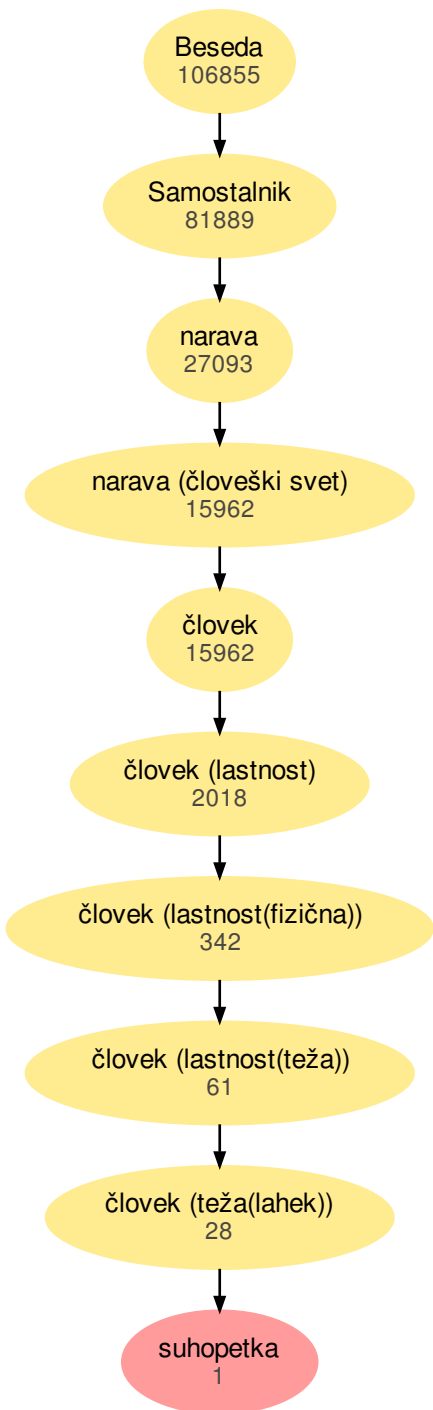 Beseda
106855
Samostalnik
81889
narava
27093
narava (človeški svet)
15962
človek
15962
človek (lastnost)
2018
človek (lastnost(fizična))
342
človek (lastnost(teža))
61
človek (teža(lahek))
28
suhopetka
1